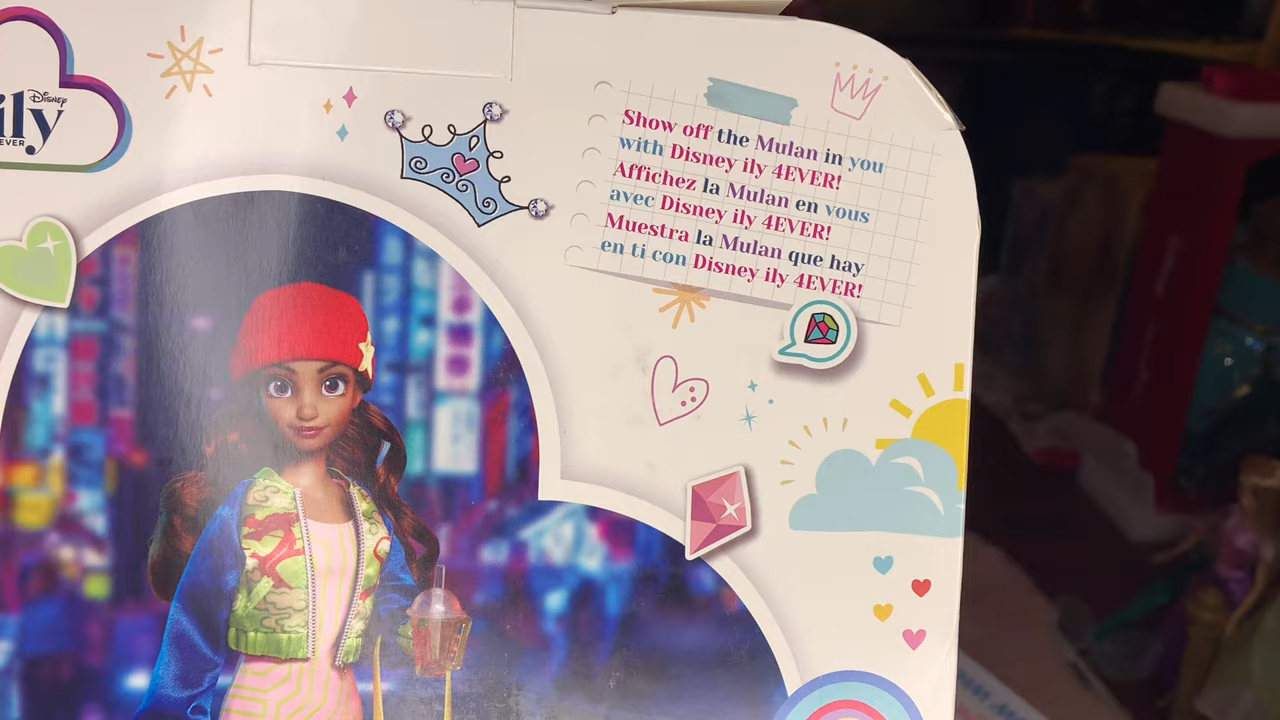 Disney
ily
EVER
Show off the Mulan in you
with Disney ily 4EVER!
Affichez la Mulan en vous
avec Disney ily 4EVER!
Muestra la Mulan que hay
en ti con Disney ily 4EVER!